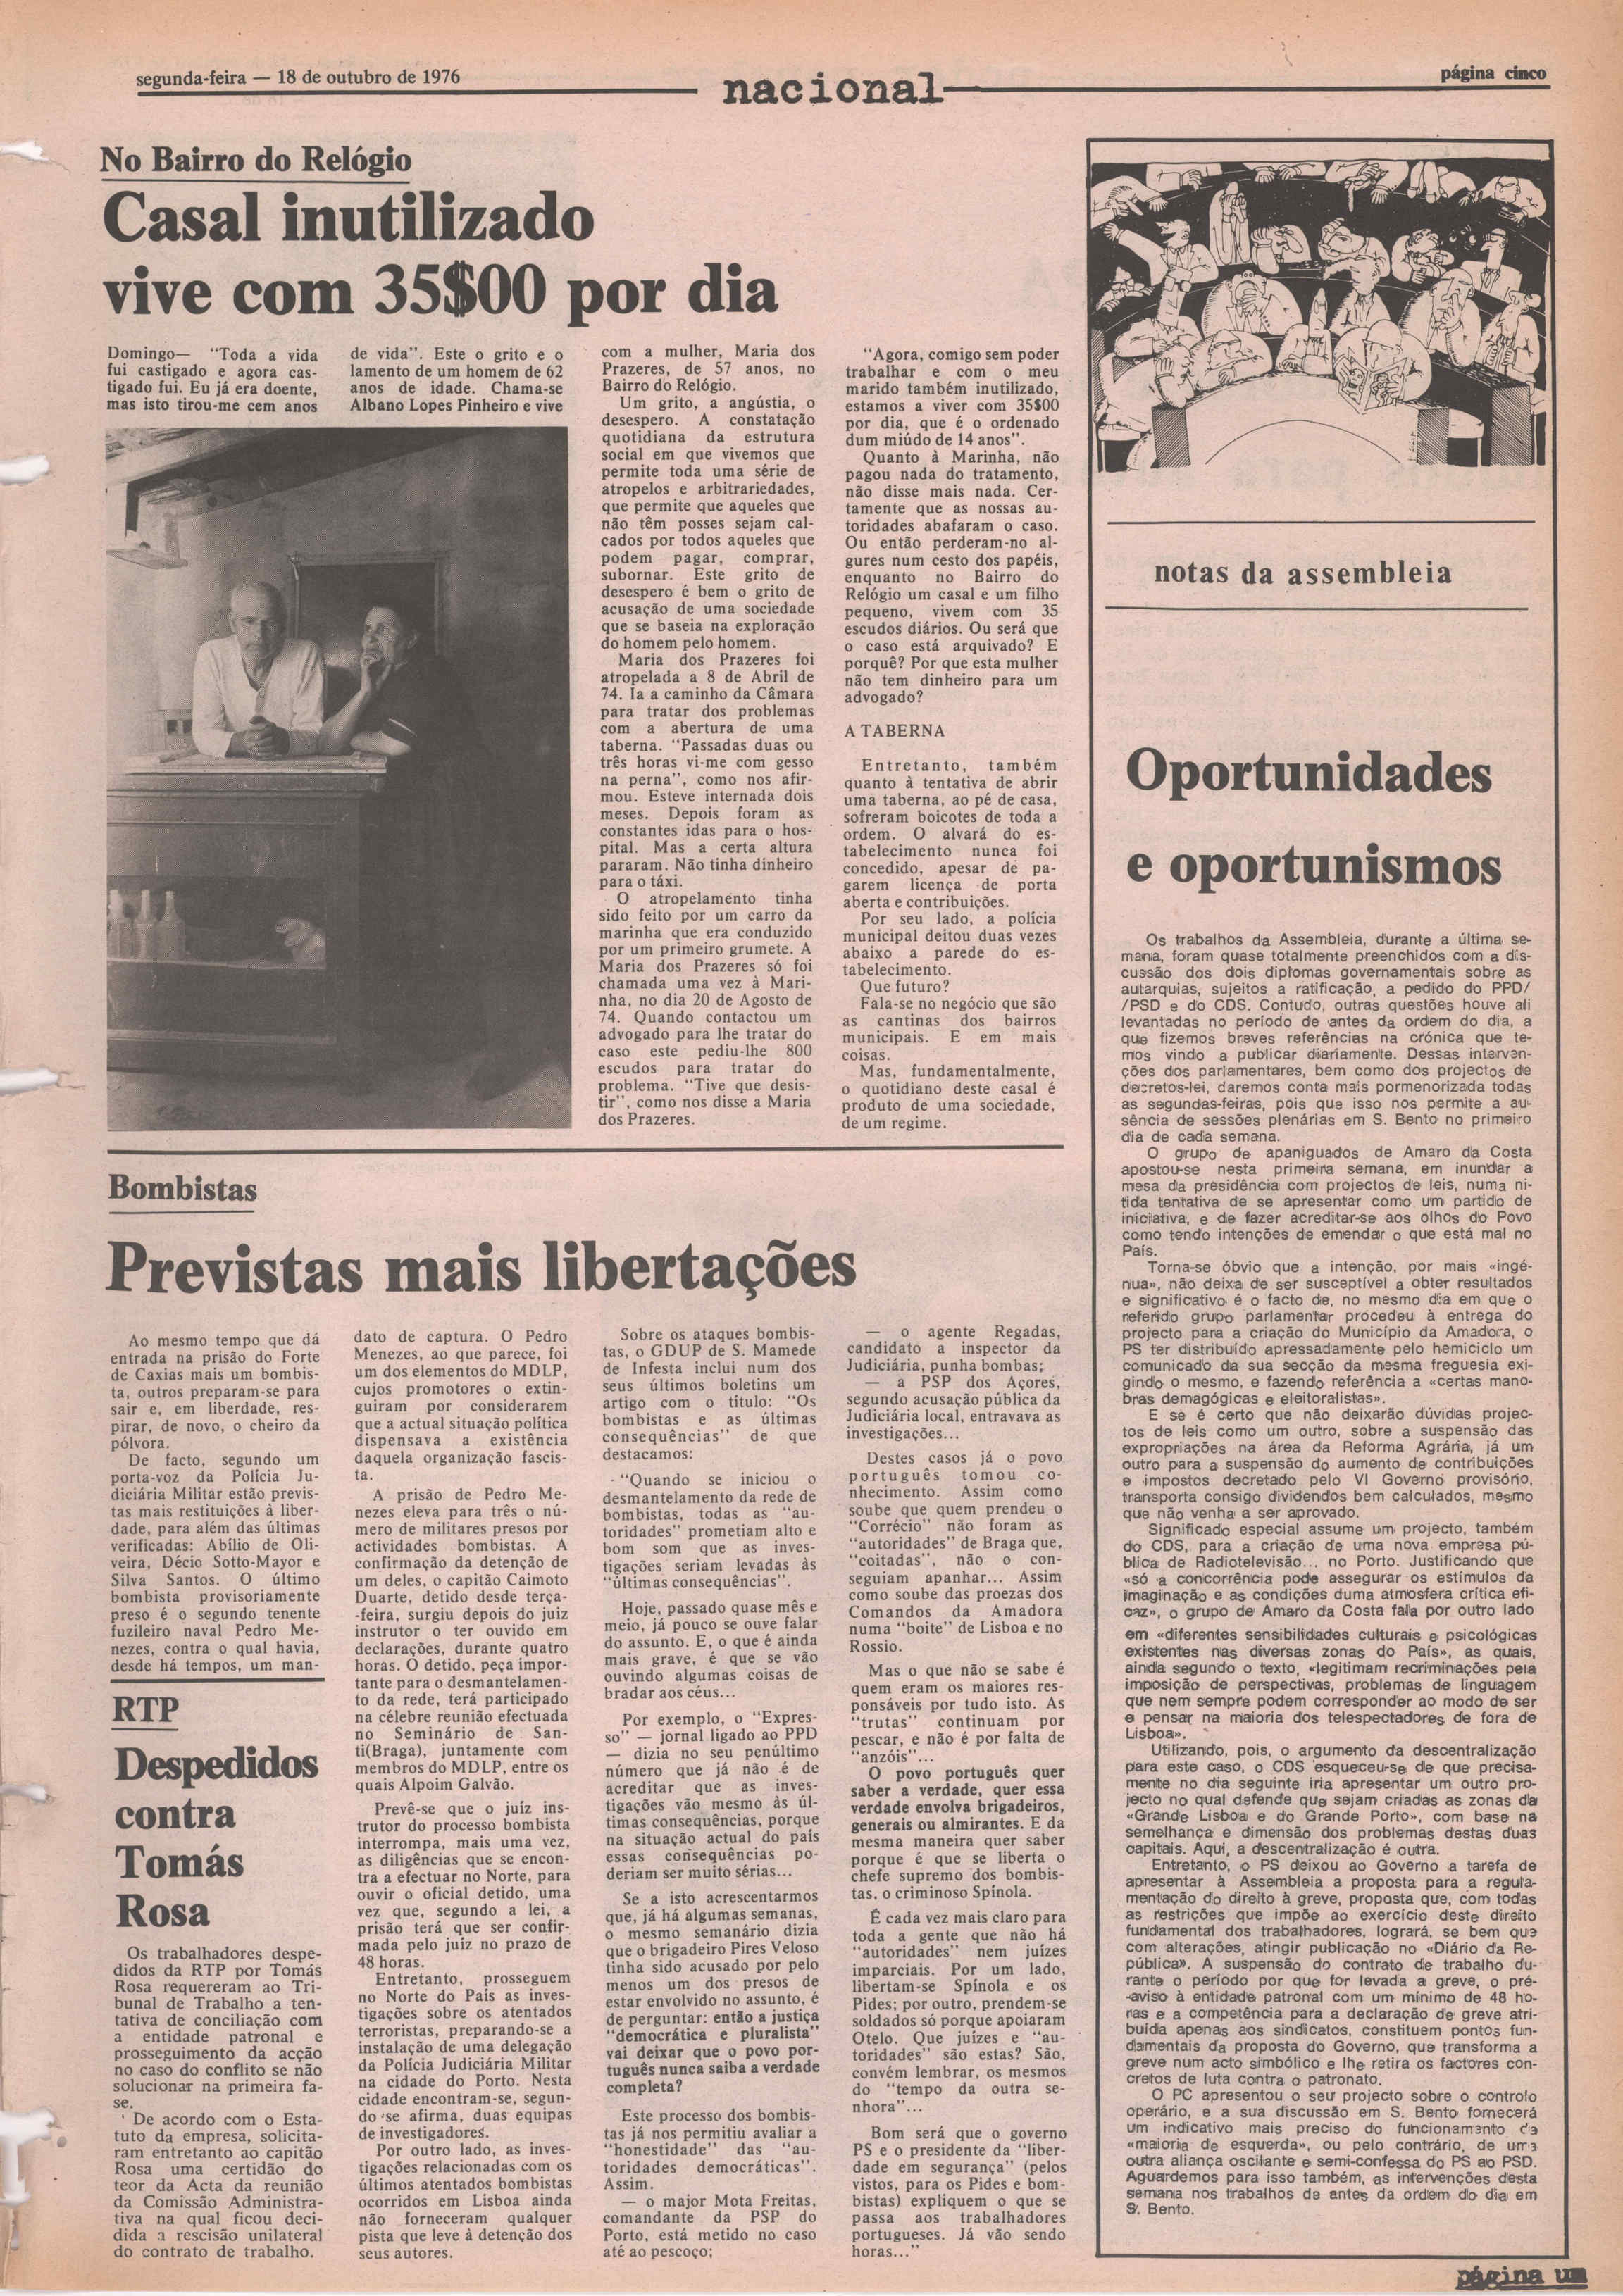 segunda-feira — 18 de outubro de 1976
nacional
página cinco
No Bairro do Relógio
Casal inutilizado
vive com 35$00 por dia
Domingo— “Toda a vida
fui castigado e agora cas-
tigado fui. Eu já era doente,
mas isto tirou-me cem anos
de vida”. Este o grito e o
lamento de um homem de 62
anos de idade. Chama-se
Albano Lopes Pinheiro e vive
com a mulher, Maria dos
Prazeres, de 57 anos, no
Bairro do Relógio.
Um grito, a angústia, o
desespero. A constatação
quotidiana da estrutura
social em que vivemos que
permite toda uma série de
atropelos e arbitrariedades,
que permite que aqueles que
não têm posses sejam cal-
cados por todos aqueles que
podem pagar, comprar,
subornar. Este grito de
desespero é bem o grito de
acusação de uma sociedade
que se baseia na exploração
do homem pelo homem.
Maria dos Prazeres foi
atropelada a 8 de Abril de
74. Ia a caminho da Câmara
para tratar dos problemas
com a abertura de uma
taberna. “Passadas duas ou
três horas vi-me com gesso
na perna”, como nos afir-
mou. Esteve internada dois
meses. Depois foram as
constantes idas para o hos-
pital. Mas a certa altura
pararam. Não tinha dinheiro
para o táxi.
O atropelamento tinha
sido feito por um carro da
marinha que era conduzido
por um primeiro grumete. A
Maria dos Prazeres só foi
chamada uma vez à Mari-
nha, no dia 20 de Agosto de
74. Quando contactou um
advogado para lhe tratar do
caso este pediu-lhe 800
escudos para tratar do
problema. “Tive que desis-
tir”, como nos disse a Maria
dos Prazeres.
“Agora, comigo sem poder
trabalhar e com o meu
marido também inutilizado,
estamos a viver com 35$00
por dia, que é o ordenado
dum miúdo de 14 anos”.
Quanto à Marinha, não
pagou nada do tratamento,
não disse mais nada. Cer-
tamente que as nossas au-
toridades abafaram o caso.
Ou então perderam-no al-
gures num cesto dos papéis,
enquanto no Bairro do
Relógio um casal e um filho
pequeno, vivem com 35
escudos diários. Ou será que
o caso está arquivado? E
porquê? Por que esta mulher
não tem dinheiro para um
advogado?
A TABERNA
Entretanto, também
quanto à tentativa de abrir
uma taberna, ao pé de casa,
sofreram boicotes de toda a
ordem. O alvará do es-
tabelecimento nunca foi
concedido, apesar de pa-
garem licença de porta
aberta e contribuições.
Por seu lado, a polícia
municipal deitou duas vezes
abaixo a parede do es-
tabelecimento.
Que futuro?
Fala-se no negócio que são
as cantinas dos bairros
municipais. E em mais
coisas.
Mas, fundamentalmente,
o quotidiano deste casal é
produto de uma sociedade,
de um regime.
Bombistas
Previstas mais libertações
Ao mesmo tempo que dá
entrada na prisão do Forte
de Caxias mais um bombis-
ta, outros preparam-se para
sair e, em liberdade, res-
pirar, de novo, o cheiro da
pólvora.
De facto, segundo um
porta-voz da Polícia Ju-
diciária Militar estão previs-
tas mais restituições à liber-
dade, para além das últimas
verificadas: Abílio de Oli-
veira, Décio Sotto-Mayor e
Silva Santos. O último
bombista provisoriamente
preso é o segundo tenente
fuzileiro naval Pedro Me-
nezes, contra o qual havia,
desde há tempos, um man-
dato de captura. O Pedro
Menezes, ao que parece, foi
um dos elementos do MDLP,
cujos promotores o extin-
guiram por considerarem
que a actual situação política
dispensava a existência
daquela organização fascis-
ta.
A prisão de Pedro Me-
nezes eleva para três o nú-
mero de militares presos por
actividades bombistas. A
confirmação da detenção de
um deles, o capitão Caimoto
Duarte, detido desde terça-
-feira, surgiu depois do juiz
instrutor o ter ouvido em
declarações, durante quatro
horas. O detido, peça impor-
tante para o desmantelamen-
to da rede, terá participado
na célebre reunião efectuada
no Seminário de San-
ti(Braga), juntamente com
membros do MDLP, entre os
quais Alpoim Galvão.
Prevê-se que o juíz ins-
trutor do processo bombista
interrompa, mais uma vez,
as diligências que se encon-
tra a efectuar no Norte, para
ouvir o oficial detido, uma
vez que, segundo a lei, a
prisão terá que ser confir-
mada pelo juíz no prazo de
48 horas.
Entretanto, prosseguem
no Norte do País as inves-
tigações sobre os atentados
terroristas, preparando-se a
instalação de uma delegação
da Polícia Judiciária Militar
na cidade do Porto. Nesta
cidade encontram-se, segun-
do se afirma, duas equipas
de investigadores.
Por outro lado, as inves-
tigações relacionadas com os
últimos atentados bombistas
ocorridos em Lisboa ainda
não forneceram qualquer
pista que leve à detenção dos
seus autores.
Sobre os ataques bombis-
tas, o GDUP de S. Mamede
de Infesta inclui num dos
seus últimos boletins um
artigo com o título: “Os
bombistas e as últimas
consequências” de que
destacamos:
- “Quando se iniciou o
desmantelamento da rede de
bombistas, todas as “au-
toridades” prometiam alto e
bom som que as inves-
tigações seriam levadas às
“últimas consequências”.
Hoje, passado quase mês e
meio, já pouco se ouve falar
do assunto. E, o que é ainda
mais grave, é que se vão
ouvindo algumas coisas de
bradar aos céus...
Por exemplo, o “Expres-
so” — jornal ligado ao PPD
— dizia no seu penúltimo
número que já não é de
acreditar que as inves-
tigações vão mesmo às úl-
timas consequências, porque
na situação actual do país
essas consequências po-
deriam ser muito sérias...
Se a isto acrescentarmos
que, já há algumas semanas,
o mesmo semanário dizia
que o brigadeiro Pires Veloso
tinha sido acusado por pelo
menos um dos presos de
estar envolvido no assunto, é
de perguntar: então a justiça
“democrática e pluralista”
vai deixar que o povo por-
tuguês nunca saiba a verdade
completa?
Este processo dos bombis-
tas já nos permitiu avaliar a
“honestidade” das “au-
toridades democráticas”.
Assim.
— o major Mota Freitas,
comandante da PSP do
Porto, está metido no caso
até ao pescoço;
— o agente Regadas,
candidato a inspector da
Judiciária, punha bombas;
— a PSP dos Açores,
segundo acusação pública da
Judiciária local, entravava as
investigações...
Destes casos já o povo
português tomou co-
nhecimento. Assim como
soube que quem prendeu o
“Corrécio” não foram as
“autoridades” de Braga que,
“coitadas”, não o con-
seguiam apanhar... Assim
como soube das proezas dos
Comandos da Amadora
numa “boite” de Lisboa e no
Rossio.
Mas o que não se sabe é
quem eram os maiores res-
ponsáveis por tudo isto. As
“trutas” continuam por
pescar, e não é por falta de
“anzóis”...
O povo português quer
saber a verdade, quer essa
verdade envolva brigadeiros,
generais ou almirantes. E da
mesma maneira quer saber
porque é que se liberta o
chefe supremo dos bombis-
tas, o criminoso Spínola.
É cada vez mais claro para
toda a gente que não há
“autoridades” nem juízes
imparciais. Por um lado,
libertam-se Spínola e os
Pides; por outro, prendem-se
soldados só porque apoiaram
Otelo. Que juízes e “au-
toridades” são estas? São,
convém lembrar, os mesmos
do “tempo da outra se-
nhora”...
Bom será que o governo
PS e o presidente da “liber-
dade em segurança” (pelos
vistos, para os Pides e bom-
bistas) expliquem o que se
passa aos trabalhadores
portugueses. Já vão sendo
horas...”
RTP
Despedidos
contra
Tomás
Rosa
Os trabalhadores despe-
didos da RTP por Tomás
Rosa requereram ao Tri-
bunal de Trabalho a ten-
tativa de conciliação com
a entidade patronal e
prosseguimento da acção
no caso do conflito se não
solucionar na primeira fa-
se.
De acordo com o Esta-
tuto da empresa, solicita-
ram entretanto ao capitão
Rosa uma certidão do
teor da Acta da reunião
da Comissão Administra-
tiva na qual ficou deci-
dida a rescisão unilateral
do contrato de trabalho.
notas da assembleia
Oportunidades
e oportunismos
Os trabalhos da Assembleia, durante a última se-
mana, foram quase totalmente preenchidos com a dis-
cussão dos dois diplomas governamentais sobre as
autarquias, sujeitos a ratificação, a pedido do PPD/
/PSD e do CDS. Contudo, outras questões houve ali
levantadas no período de antes da ordem do dia, a
que fizemos breves referências na crónica que te-
mos vindo a publicar diariamente. Dessas interven-
ções dos parlamentares, bem como dos projectos de
decretos-lei, daremos conta mais pormenorizada todas
as segundas-feiras, pois que isso nos permite a au-
sência de sessões plenárias em S. Bento no primeiro
dia de cada semana.
O grupo de apaniguados de Amaro da Costa
apostou-se nesta primeira semana, em inundar a
mesa da presidência com projectos de leis, numa ní-
tida tentativa de se apresentar como um partido de
iniciativa, e de fazer acreditar-se aos olhos do Povo
como tendo intenções de emendar o que está mal no
País.
Torna-se óbvio que a intenção, por mais «ingé-
nua», não deixa de ser susceptível a obter resultados
e significativo é o facto de, no mesmo dia em que o
referido grupo parlamentar procedeu à entrega do
projecto para a criação do Município da Amadora, o
PS ter distribuído apressadamente pelo hemiciclo um
comunicado da sua secção da mesma freguesia exi-
gindo o mesmo, e fazendo referência a «certas mano-
bras demagógicas e eleitoralistas».
E se é certo que não deixarão dúvidas projec-
tos de leis como um outro, sobre a suspensão das
expropriações na área da Reforma Agrária, já um
outro para a suspensão do aumento de contribuições
e impostos decretado pelo VI Governo provisório,
transporta consigo dividendos bem calculados, mesmo
que não venha a ser aprovado.
Significado especial assume um projecto, também
do CDS, para a criação de uma nova empresa pú-
blica de Radiotelevisão... no Porto. Justificando que
«só a concorrência pode assegurar os estímulos da
imaginação e as condições duma atmosfera crítica efi-
caz», o grupo de Amaro da Costa fala por outro lado
em «diferentes sensibilidades culturais e psicológicas
existentes nas diversas zonas do País», as quais,
ainda segundo o texto, «legitimam recriminações pela
imposição de perspectivas, problemas de linguagem
que nem sempre podem corresponder ao modo de ser
e pensar na maioria dos telespectadores de fora de
Lisboa».
Utilizando, pois, o argumento da descentralização
para este caso, o CDS esqueceu-se de que precisa-
mente no dia seguinte iria apresentar um outro pro-
jecto no qual defende que sejam criadas as zonas da
«Grande Lisboa e do Grande Porto», com base na
semelhança e dimensão dos problemas destas duas
capitais. Aqui, a descentralização é outra.
Entretanto, o PS deixou ao Governo a tarefa de
apresentar à Assembleia a proposta para a regula-
mentação do direito à greve, proposta que, com todas
as restrições que impõe ao exercício deste direito
fundamental dos trabalhadores, logrará, se bem que
com alterações, atingir publicação no «Diário da Re-
pública». A suspensão do contrato de trabalho du-
rante o período por que for levada a greve, o pré-
-aviso à entidade patronal com um mínimo de 48 ho-
ras e a competência para a declaração de greve atri-
buída apenas aos sindicatos, constituem pontos fun-
damentais da proposta do Governo, que transforma a
greve num acto simbólico e lhe retira os factores con-
cretos de luta contra o patronato.
O PC apresentou o seu projecto sobre o controlo
operário, e a sua discussão em S. Bento fornecerá
um indicativo mais preciso do funcionamento da
«maioria de esquerda», ou pelo contrário, de uma
outra aliança oscilante e semi-confessa do PS ao PSD.
Aguardemos para isso também, as intervenções desta
semana nos trabalhos de antes da ordem do dia em
S. Bento.
página um